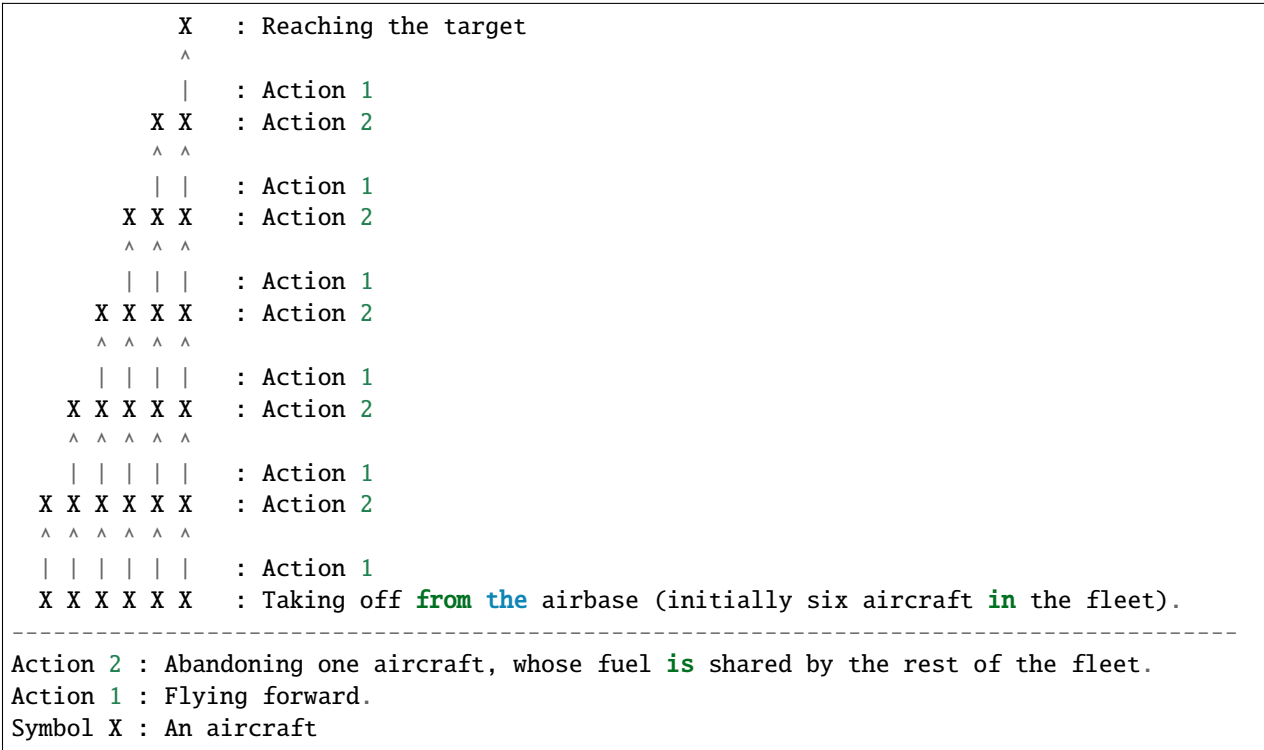 X   : Reaching the target
            ^
            |   : Action 1
          X X   : Action 2
          ^ ^
          | |   : Action 1
        X X X   : Action 2
        ^ ^ ^
        | | |   : Action 1
      X X X X   : Action 2
      ^ ^ ^ ^
      | | | |   : Action 1
    X X X X X   : Action 2
    ^ ^ ^ ^ ^
    | | | | |   : Action 1
  X X X X X X   : Action 2
  ^ ^ ^ ^ ^ ^
  | | | | | |   : Action 1
  X X X X X X   : Taking off from the airbase (initially six aircraft in the fleet).
----------------------------------------------------------------------------------------
Action 2 : Abandoning one aircraft, whose fuel is shared by the rest of the fleet.
Action 1 : Flying forward.
Symbol X : An aircraft